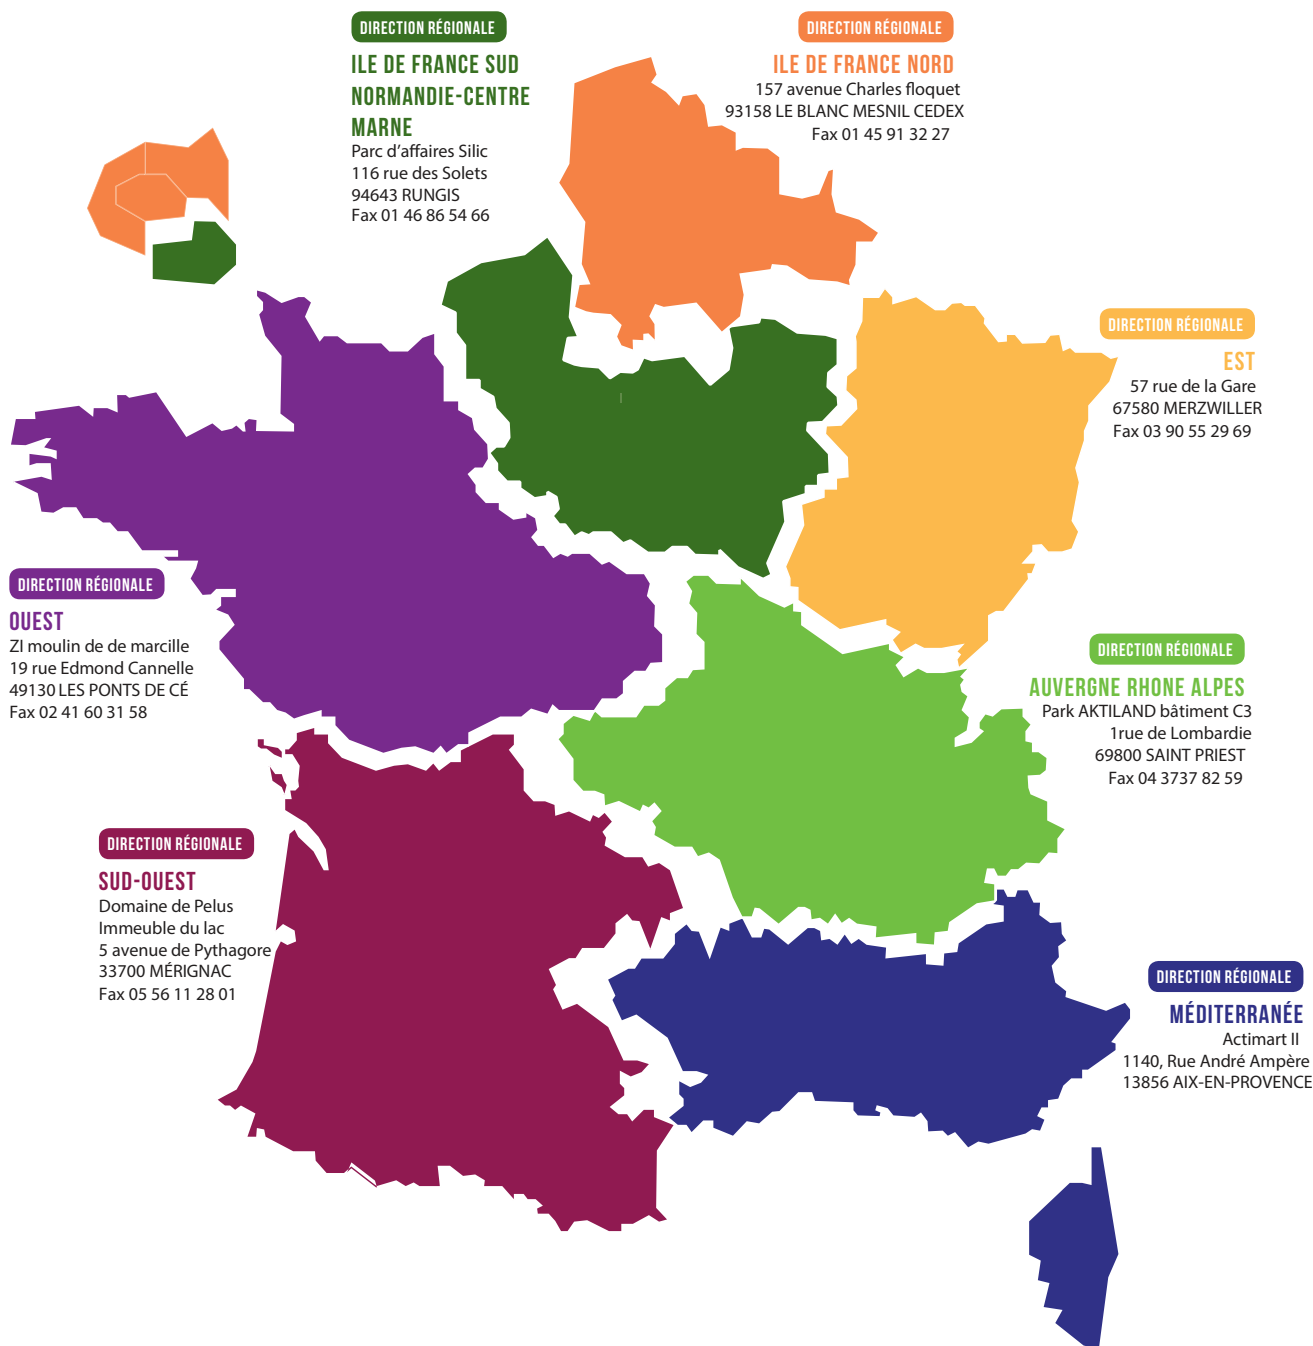 DIRECTION RÉGIONALE
ILE DE FRANCE SUD
NORMANDIE-CENTRE
MARNE
Parc d'affaires Silic
116 rue des Solets
94643 RUNGIS
Fax 01 46 86 54 66
DIRECTION RÉGIONALE
ILE DE FRANCE NORD
157 avenue Charles floquet
93158 LE BLANC MESNIL CEDEX
Fax 01 45 91 32 27
DIRECTION RÉGIONALE
EST
57 rue de la Gare
67580 MERZWILLER
Fax 03 90 55 29 69
DIRECTION RÉGIONALE
OUEST
ZI moulin de de marcille
19 rue Edmond Cannelle
49130 LES PONTS DE CÉ
Fax 02 41 60 31 58
DIRECTION RÉGIONALE
AUVERGNE RHONE ALPES
Park AKTILAND bâtiment C3
1rue de Lombardie
69800 SAINT PRIEST
Fax 04 3737 82 59
DIRECTION RÉGIONALE
SUD-OUEST
Domaine de Pelus
Immeuble du lac
5 avenue de Pythagore
33700 MÉRIGNAC
Fax 05 56 11 28 01
DIRECTION RÉGIONALE
MÉDITERRANÉE
Actimart II
1140, Rue André Ampère
13856 AIX-EN-PROVENCE